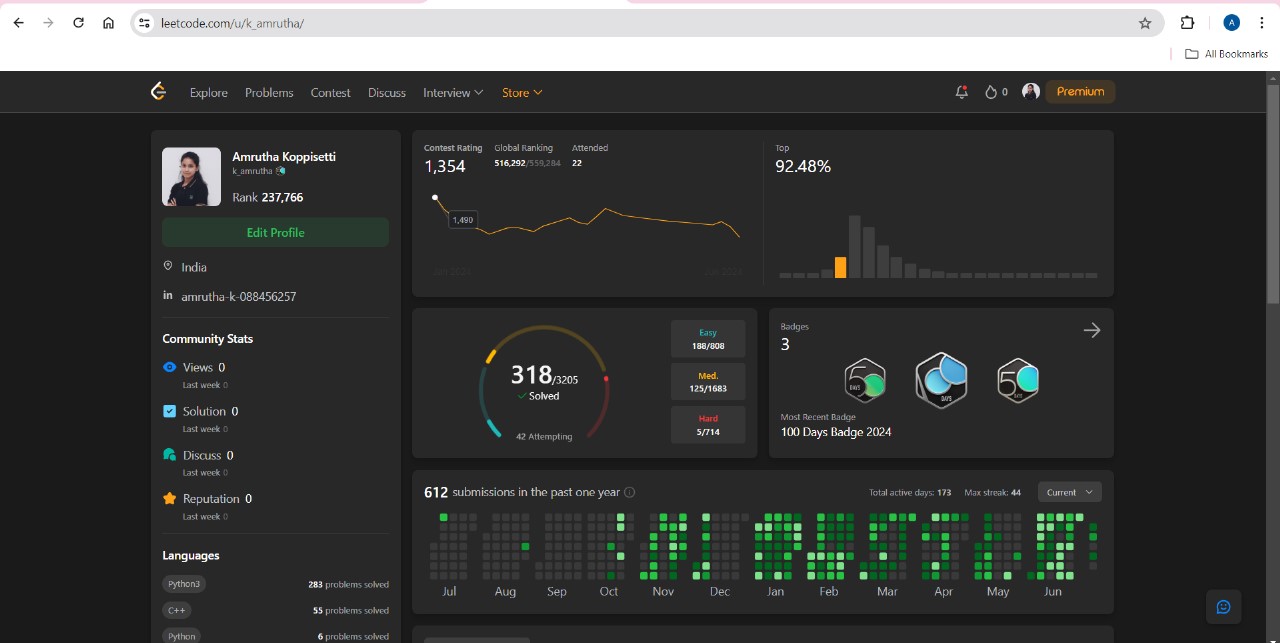 leetcode.com/u/k_amrutha/
A
All Bookmarks
Explore Problems Contest Discuss Interview Store
0 Premium
Amrutha Koppisetti
k_amrutha
Rank 237,766
Edit Profile
India
in amrutha-k-088456257
Community Stats
Views 0
Last week 0
Solution 0
Last week 0
Discuss 0
Last week 0
Reputation 0
Last week 0
Languages
Python3 283 problems solved
C++ 55 problems solved
Python 6 problems solved
Contest Rating Global Ranking Attended
1,354 516,292/559,284 22
1,490
Top
92.48%
318/3205
Solved
42 Attempting
Easy
188/808
Med.
125/1683
Hard
5/714
Badges
3
50 DAYS
DAYS
50
Most Recent Badge
100 Days Badge 2024
612 submissions in the past one year
Total active days: 173 Max streak: 44 Current
Jul Aug Sep Oct Nov Dec Jan Feb Mar Apr May Jun